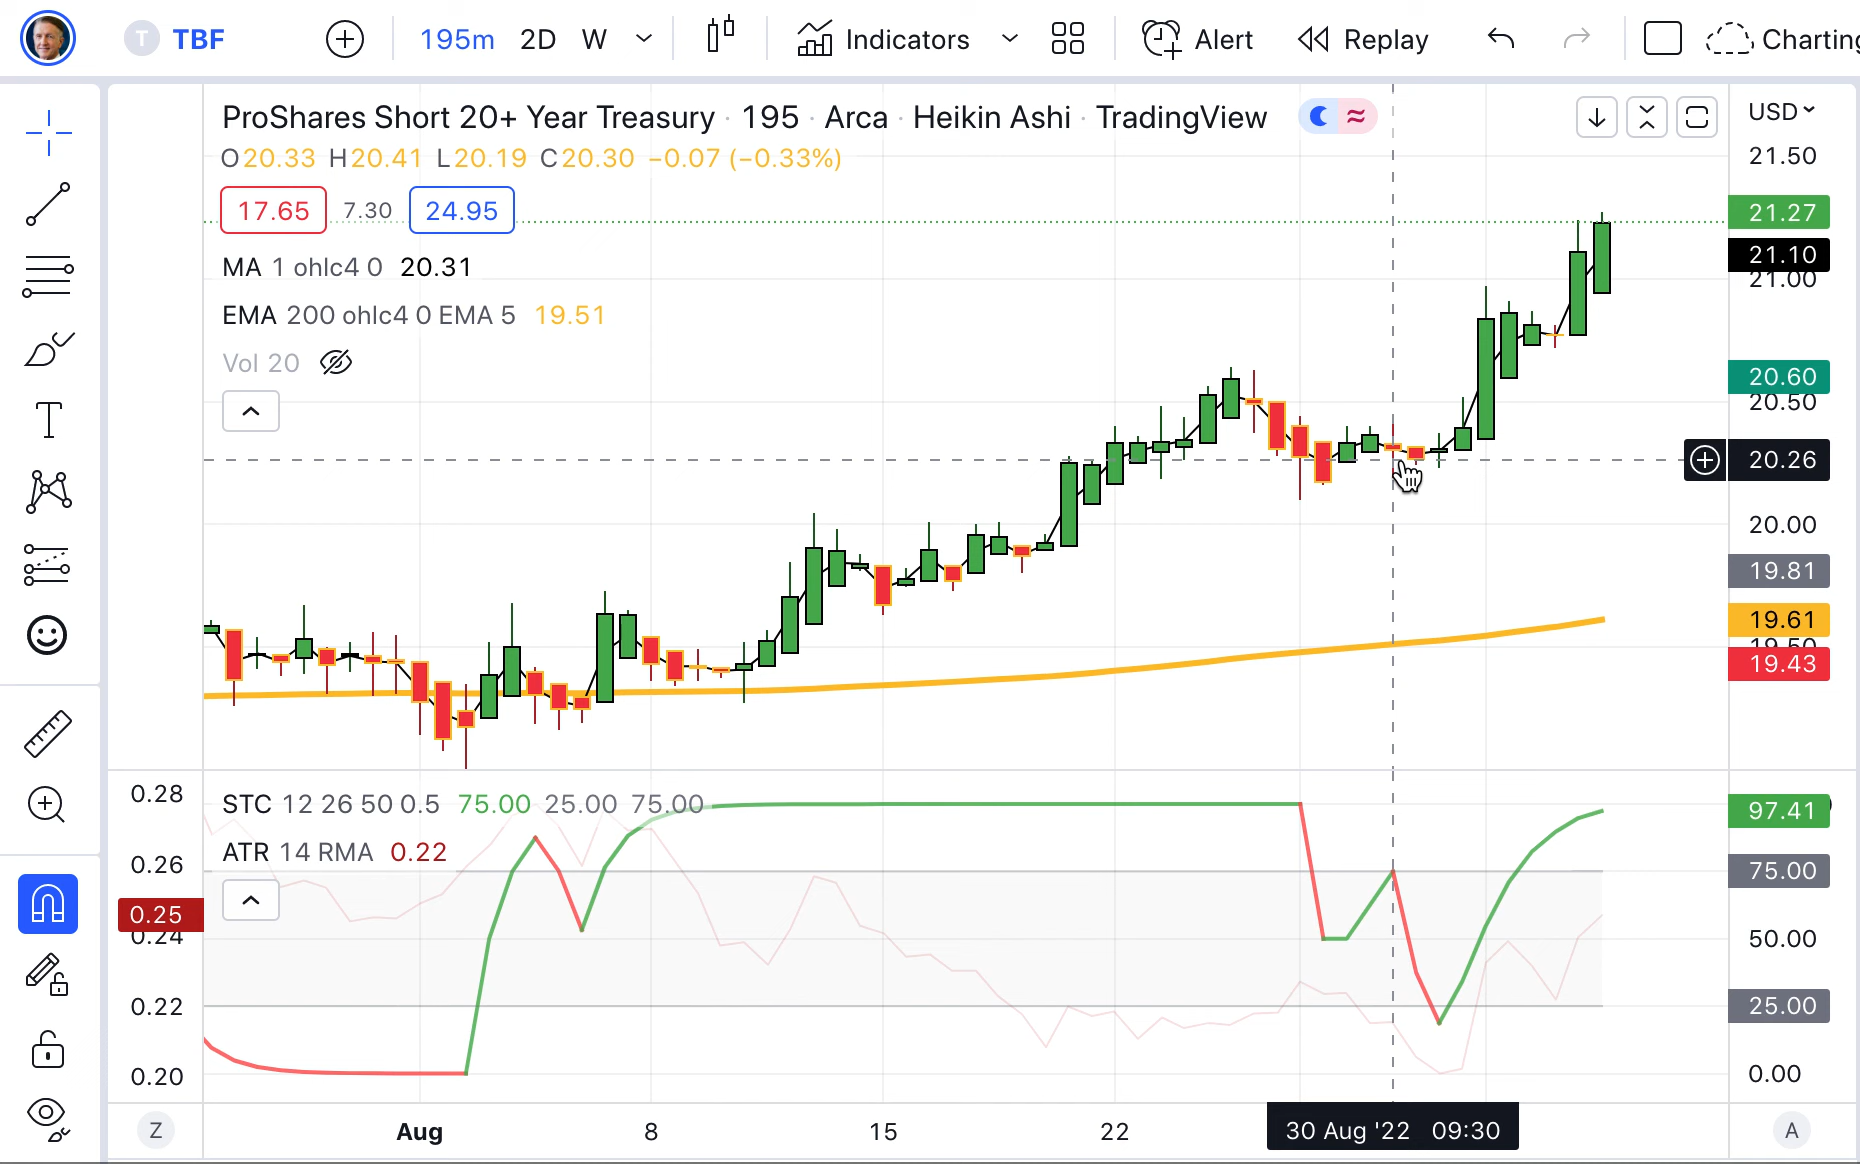 T TBF 195m 2D W Indicators Alert Replay Charting
ProShares Short 20+ Year Treasury · 195 · Arca · Heikin Ashi · TradingView
O20.33 H20.41 L20.19 C20.30 −0.07 (−0.33%)
17.65 7.30 24.95
MA 1 ohlc4 0 20.31
EMA 200 ohlc4 0 EMA 5 19.51
Vol 20
USD
21.50
21.27
21.10
21.00
20.60
20.50
20.26
20.00
19.81
19.61
19.50
19.43
STC 12 26 50 0.5 75.00 25.00 75.00
ATR 14 RMA 0.22
0.28
0.26
0.25
0.24
0.22
0.20
97.41
75.00
50.00
25.00
0.00
Z Aug 8 15 22 30 Aug '22 09:30 A